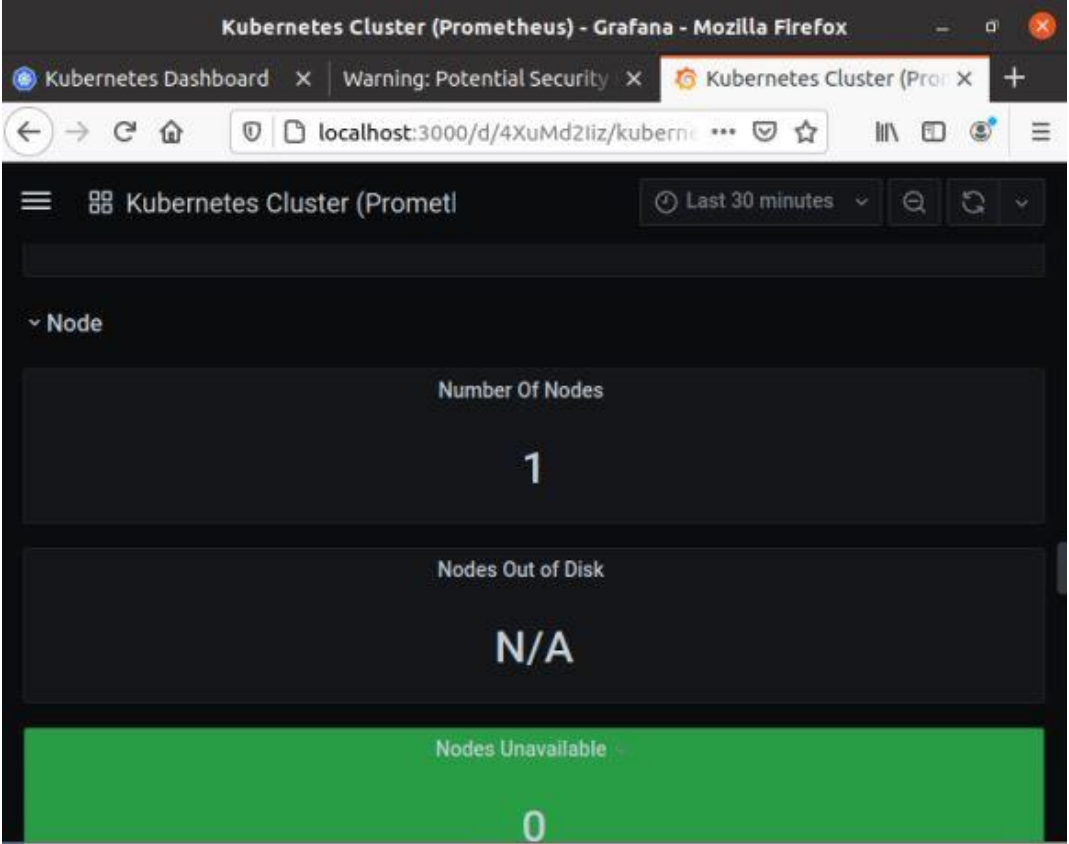 Kubernetes Cluster (Prometheus) - Grafana - Mozilla Firefox
Kubernetes Dashboard Warning: Potential Security Kubernetes Cluster (Pro
localhost:3000/d/4XuMd2Iiz/kuberne
Kubernetes Cluster (Prometl Last 30 minutes
Node
Number Of Nodes
1
Nodes Out of Disk
N/A
Nodes Unavailable
0